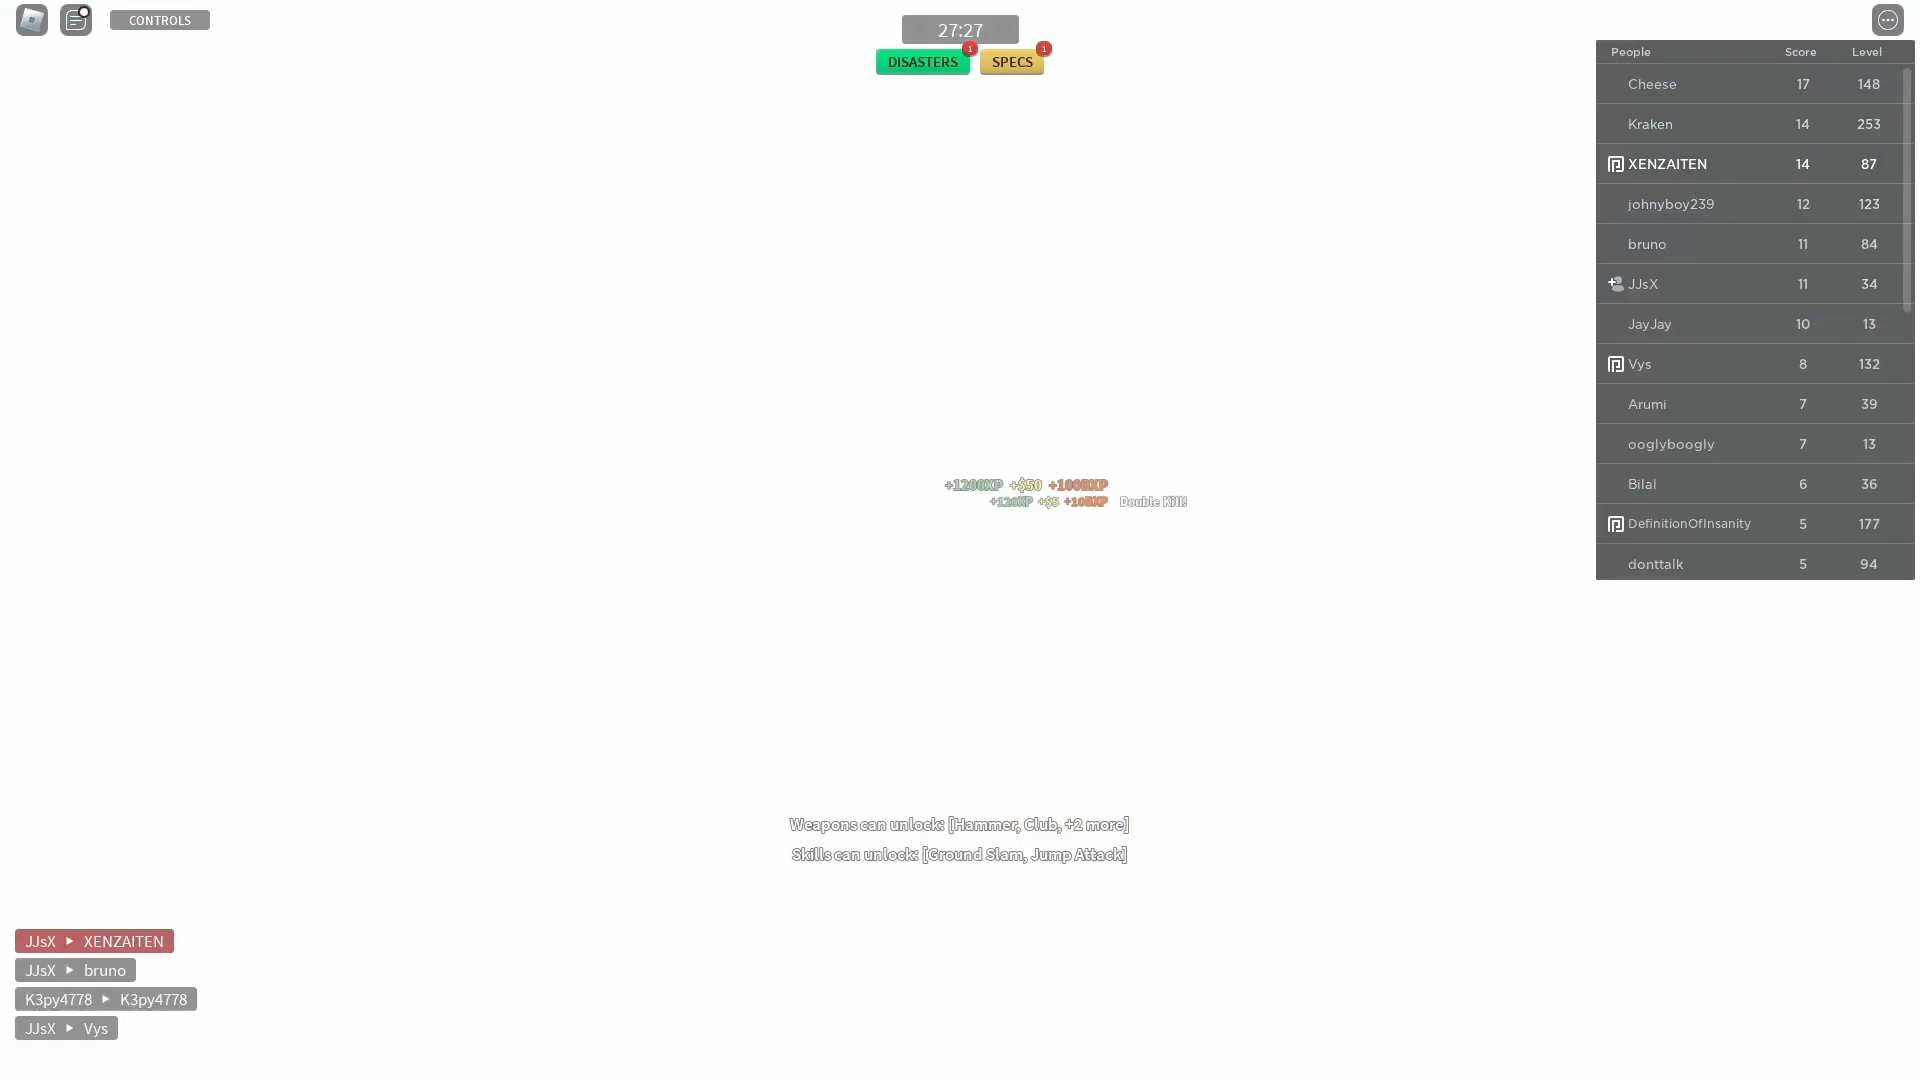 CONTROLS
27:27
DISASTERS 1 SPECS 1
People Score Level
Cheese 17 148
Kraken 14 253
XENZAITEN 14 87
johnyboy239 12 123
bruno 11 84
JJsX 11 34
JayJay 10 13
Vys 8 132
Arumi 7 39
ooglyboogly 7 13
Bilal 6 36
DefinitionOfInsanity 5 177
donttalk 5 94
+1200XP +$50 +100BXP
+120XP +$5 +10BXP Double Kill!
Weapons can unlock: [Hammer, Club, +2 more]
Skills can unlock: [Ground Slam, Jump Attack]
JJsX ▶ XENZAITEN
JJsX ▶ bruno
K3py4778 ▶ K3py4778
JJsX ▶ Vys